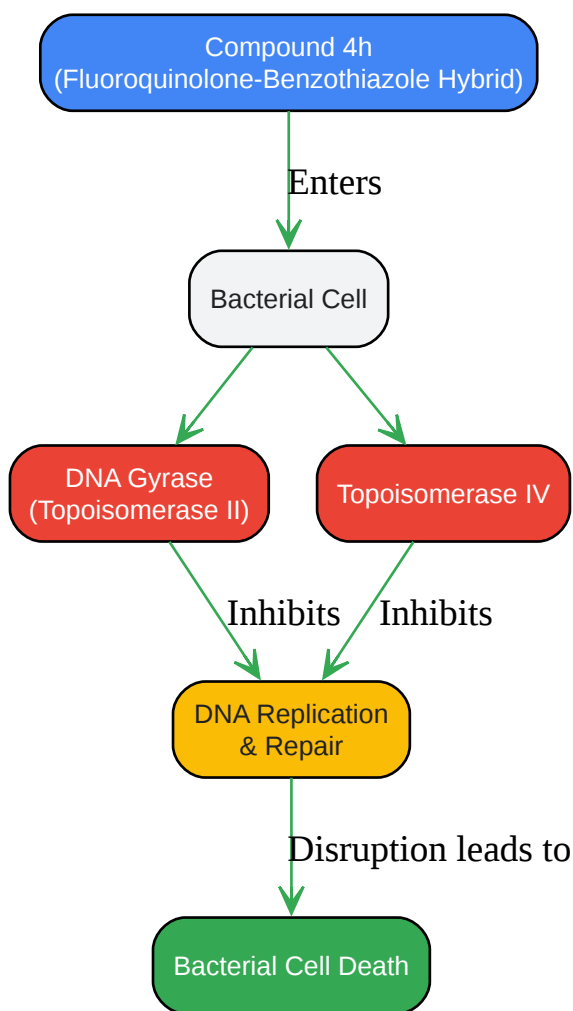 Compound 4h
(Fluoroquinolone-Benzothiazole Hybrid)
Enters
Bacterial Cell
DNA Gyrase
(Topoisomerase II)
Topoisomerase IV
Inhibits
Inhibits
DNA Replication
& Repair
Disruption leads to
Bacterial Cell Death